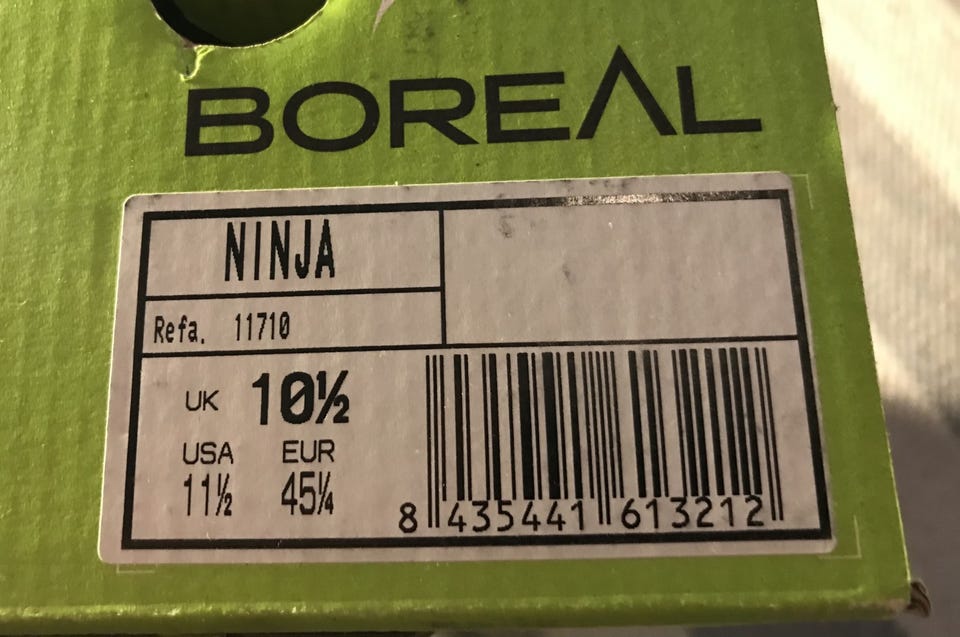 BOREAL
NINJA
Refa. 11710
UK 10½
USA EUR
11½ 45¼
8 435441 613212